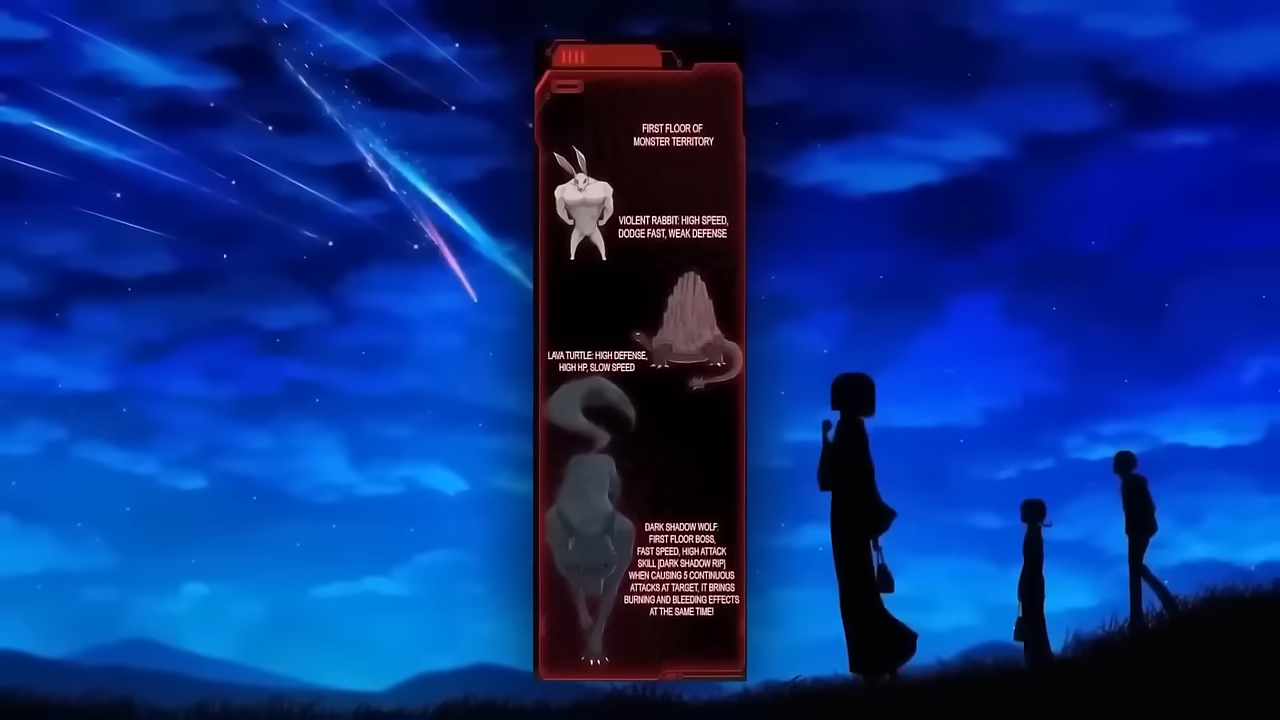 FIRST FLOOR OF
MONSTER TERRITORY
VIOLENT RABBIT: HIGH SPEED,
DODGE FAST, WEAK DEFENSE
LAVA TURTLE: HIGH DEFENSE,
HIGH HP, SLOW SPEED
DARK SHADOW WOLF:
FIRST FLOOR BOSS,
FAST SPEED, HIGH ATTACK
SKILL [DARK SHADOW RIP]
WHEN CAUSING 5 CONTINUOUS
ATTACKS AT TARGET, IT BRINGS
BURNING AND BLEEDING EFFECTS
AT THE SAME TIME!